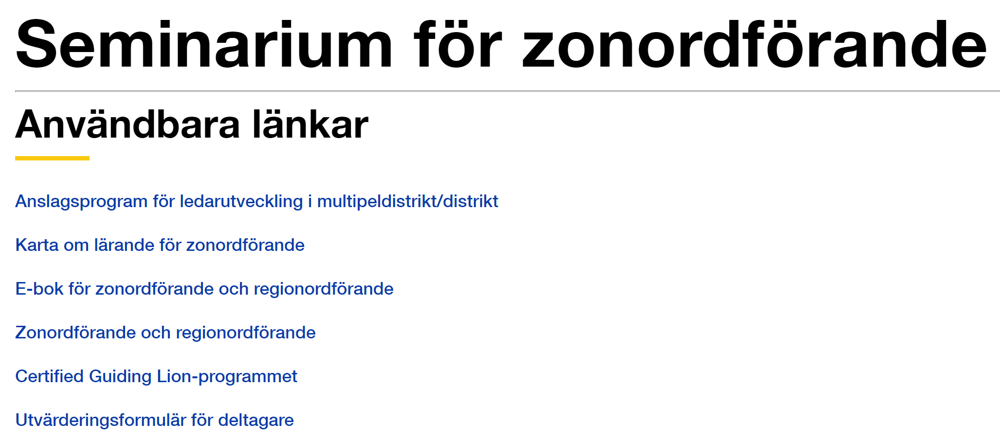 Seminarium för zonordförande
Användbara länkar
Anslagsprogram för ledarutveckling i multipeldistrikt/distrikt
Karta om lärande för zonordförande
E-bok för zonordförande och regionordförande
Zonordförande och regionordförande
Certified Guiding Lion-programmet
Utvärderingsformulär för deltagare